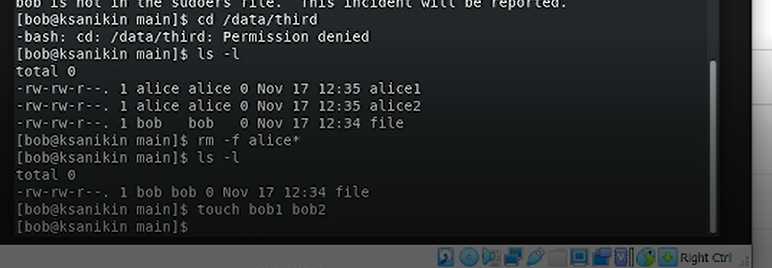 bob is not in the sudoers file.  This incident will be reported.
[bob@ksanikin main]$ cd /data/third
-bash: cd: /data/third: Permission denied
[bob@ksanikin main]$ ls -l
total 0
-rw-rw-r--. 1 alice alice 0 Nov 17 12:35 alice1
-rw-rw-r--. 1 alice alice 0 Nov 17 12:35 alice2
-rw-rw-r--. 1 bob   bob   0 Nov 17 12:34 file
[bob@ksanikin main]$ rm -f alice*
[bob@ksanikin main]$ ls -l
total 0
-rw-rw-r--. 1 bob bob 0 Nov 17 12:34 file
[bob@ksanikin main]$ touch bob1 bob2
[bob@ksanikin main]$
Right Ctrl